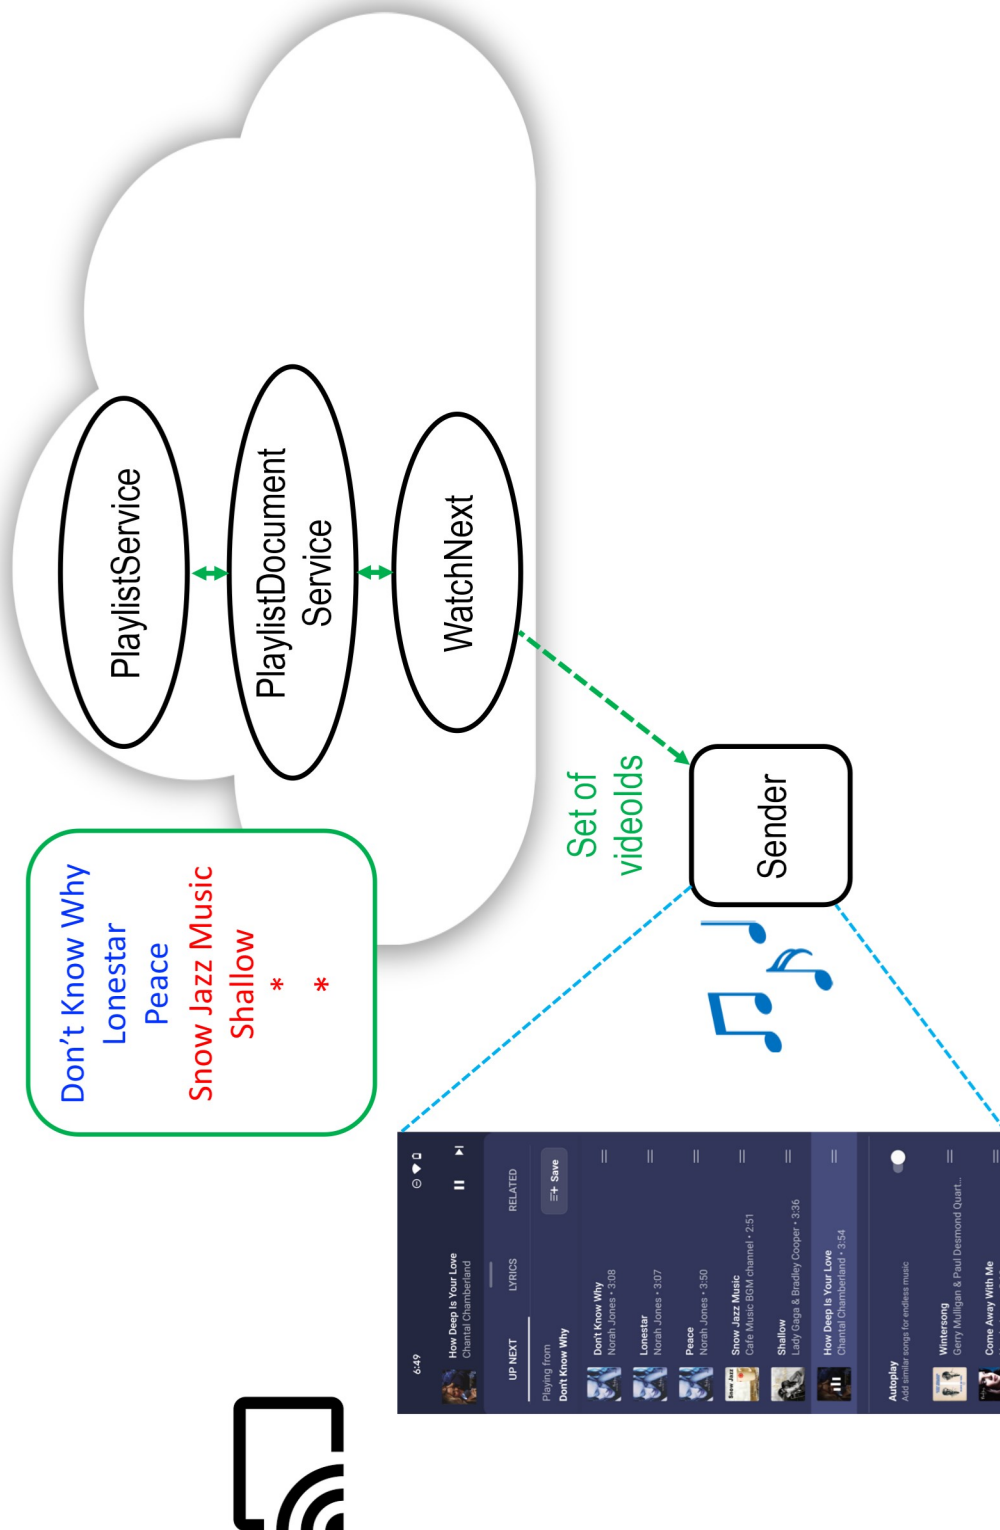 PlaylistService
PlaylistDocument
Service
WatchNext
Don't Know Why
Lonestar
Peace
Snow Jazz Music
Shallow
*
*
Set of
videoIds
Sender
6:49
How Deep Is Your Love
Chantal Chamberland
UP NEXT LYRICS RELATED
Playing from
Don't Know Why
Save
Don't Know Why
Norah Jones • 3:08
Lonestar
Norah Jones • 3:07
Peace
Norah Jones • 3:50
Snow Jazz
Snow Jazz Music
Cafe Music BGM channel • 2:51
Shallow
Lady Gaga & Bradley Cooper • 3:36
How Deep Is Your Love
Chantal Chamberland • 3:54
Autoplay
Add similar songs for endless music
Wintersong
Gerry Mulligan & Paul Desmond Quart...
Come Away With Me